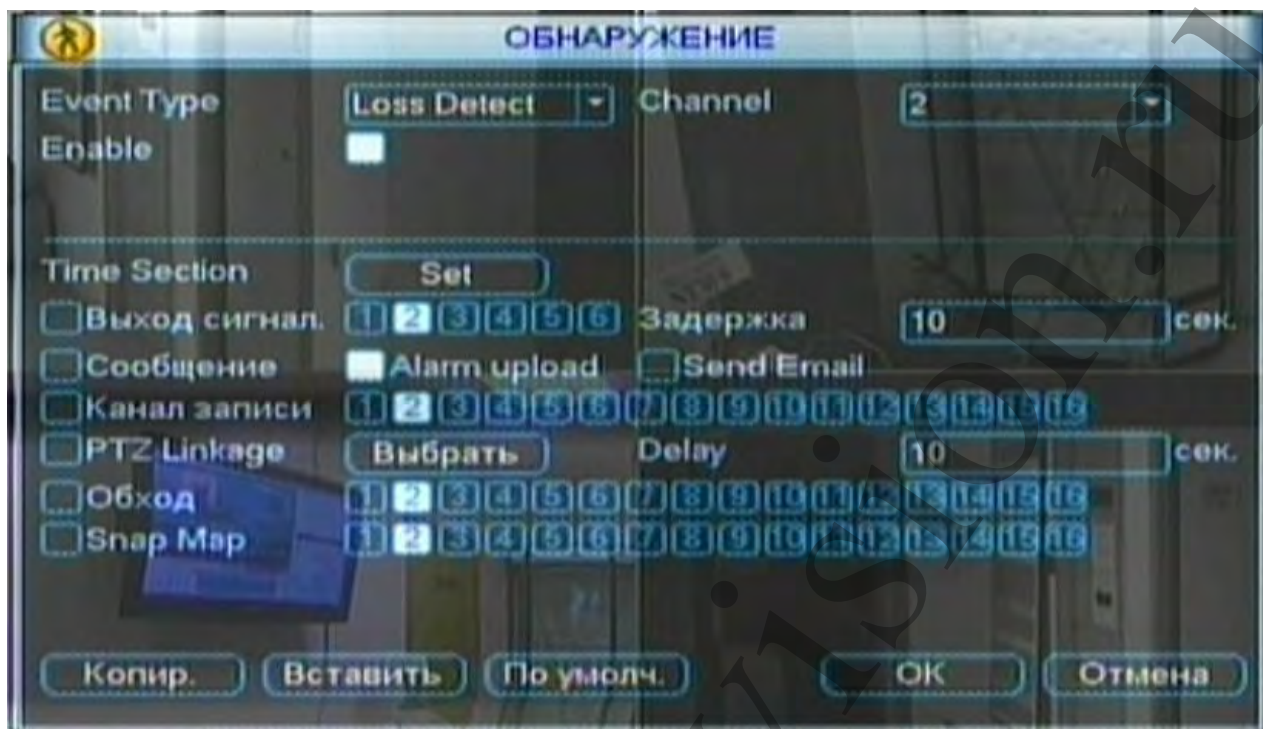 ОБНАРУЖЕНИЕ
Event Type Loss Detect Channel 2
Enable
Time Section Set
Выход сигнал. 1 2 3 4 5 6 Задержка 10 сек.
Сообщение Alarm upload Send Email
Канал записи 1 2 3 4 5 6 7 8 9 10 11 12 13 14 15 16
PTZ Linkage Выбрать Delay 10 сек.
Обход 1 2 3 4 5 6 7 8 9 10 11 12 13 14 15 16
Snap Map 1 2 3 4 5 6 7 8 9 10 11 12 13 14 15 16
Копир. Вставить По умолч. OK Отмена